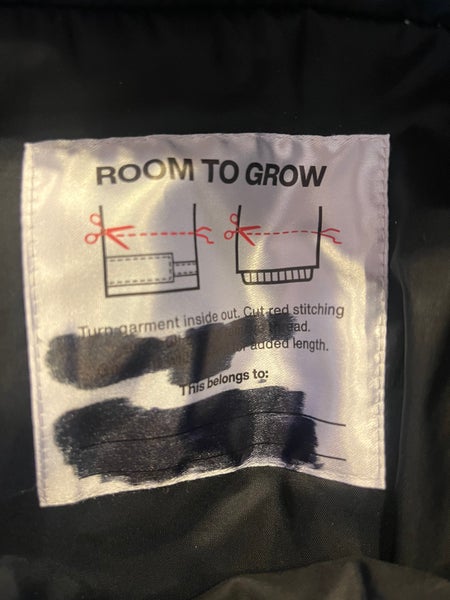 ROOM TO GROW
Turn garment inside out. Cut red stitching
thread.
added length.
This belongs to: